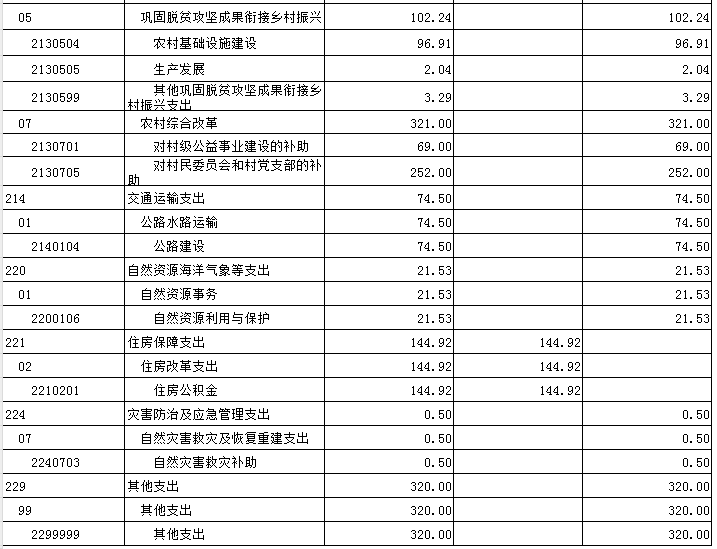 05 巩固脱贫攻坚成果衔接乡村振兴 102.24 102.24
2130504 农村基础设施建设 96.91 96.91
2130505 生产发展 2.04 2.04
2130599 其他巩固脱贫攻坚成果衔接乡 3.29 3.29
村振兴支出
07 农村综合改革 321.00 321.00
2130701 对村级公益事业建设的补助 69.00 69.00
2130705 对村民委员会和村党支部的补 252.00 252.00
助
214 交通运输支出 74.50 74.50
01 公路水路运输 74.50 74.50
2140104 公路建设 74.50 74.50
220 自然资源海洋气象等支出 21.53 21.53
01 自然资源事务 21.53 21.53
2200106 自然资源利用与保护 21.53 21.53
221 住房保障支出 144.92 144.92
02 住房改革支出 144.92 144.92
2210201 住房公积金 144.92 144.92
224 灾害防治及应急管理支出 0.50 0.50
07 自然灾害救灾及恢复重建支出 0.50 0.50
2240703 自然灾害救灾补助 0.50 0.50
229 其他支出 320.00 320.00
99 其他支出 320.00 320.00
2299999 其他支出 320.00 320.00